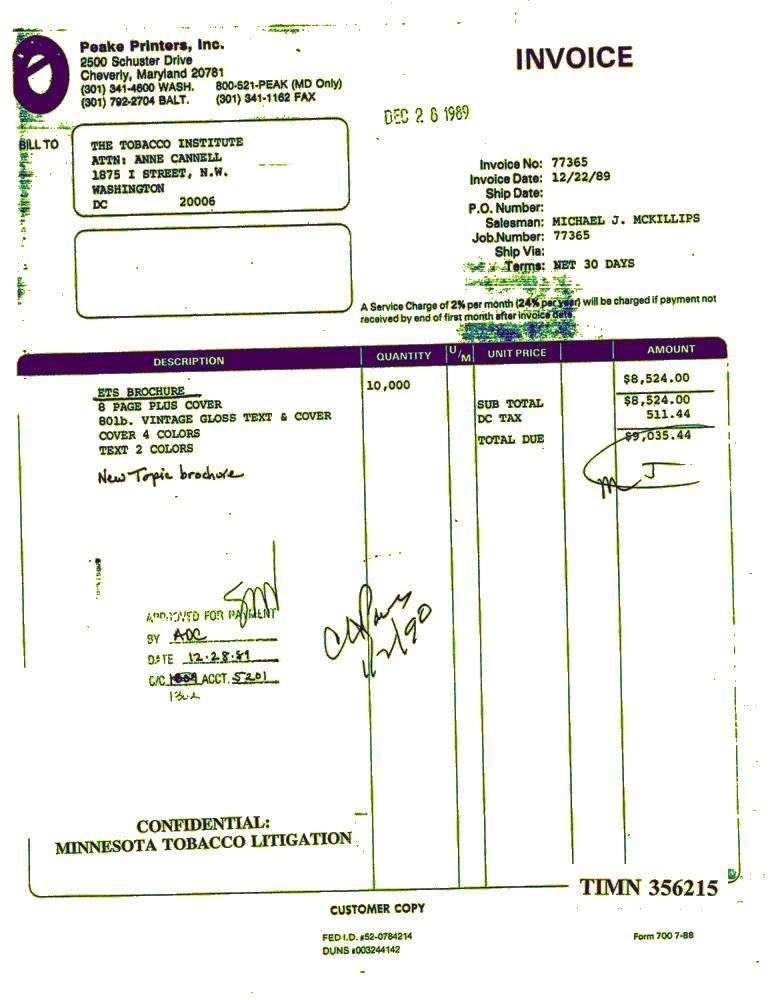 Peake Printers, Inc.
2500 Schuster Drive
Cheverly, Maryland 20781
(301) 341-4600 WASH. 800-521-PEAK (MD Only)
(301) 792-2704 BALT. (301) 341-1162 FAX
INVOICE
DEC 26 1989
BILL TO
THE TOBACCO INSTITUTE
ATTN: ANNE CANNELL
1875 I STREET, N.W.
WASHINGTON
DC 20006
Invoice No: 77365
Invoice Date: 12/22/89
Ship Date:
P.O. Number:
Salesman: MICHAEL J. MCKILLIPS
Job.Number: 77365
Ship Via:
Terms: NET 30 DAYS
A Service Charge of 2% per month (24% per year) will be charged if payment not
received by end of first month after invoice date.
DESCRIPTION QUANTITY U/M UNIT PRICE AMOUNT
ETS BROCHURE 10,000 $8,524.00
8 PAGE PLUS COVER SUB TOTAL $8,524.00
80lb. VINTAGE GLOSS TEXT & COVER DC TAX 511.44
COVER 4 COLORS TOTAL DUE $9,035.44
TEXT 2 COLORS
New Topic brochure
APPROVED FOR PAYMENT
BY ADC
DATE 12.28.89
C/C ACCT. 5201
1302
CONFIDENTIAL:
MINNESOTA TOBACCO LITIGATION
TIMN 356215
CUSTOMER COPY
FED I.D. #52-0784214
DUNS #003244142
Form 700 7-88